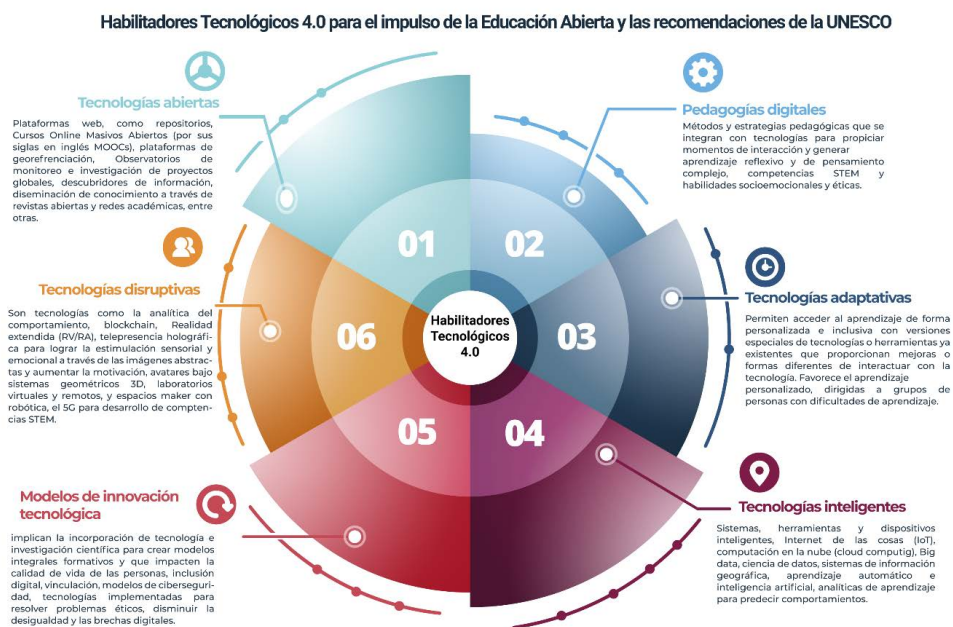 Habilitadores Tecnológicos 4.0 para el impulso de la Educación Abierta y las recomendaciones de la UNESCO
Tecnologías abiertas
Plataformas web, como repositorios,
Cursos Online Masivos Abiertos (por sus
siglas en inglés MOOCs), plataformas de
georefrenciación, Observatorios de
monitoreo e investigación de proyectos
globales, descubridores de información,
diseminación de conocimiento a través de
revistas abiertas y redes académicas, entre
otras.
Pedagogías digitales
Métodos y estrategias pedagógicas que se
integran con tecnologías para propiciar
momentos de interacción y generar
aprendizaje reflexivo y de pensamiento
complejo, competencias STEM y
habilidades socioemocionales y éticas.
Tecnologías adaptativas
Permiten acceder al aprendizaje de forma
personalizada e inclusiva con versiones
especiales de tecnologías o herramientas ya
existentes que proporcionan mejoras o
formas diferentes de interactuar con la
tecnología. Favorece el aprendizaje
personalizado, dirigidas a grupos de
personas con dificultades de aprendizaje.
Tecnologías inteligentes
Sistemas, herramientas y dispositivos
inteligentes, Internet de las cosas (IoT),
computación en la nube (cloud computig), Big
data, ciencia de datos, sistemas de información
geográfica, aprendizaje automático e
inteligencia artificial, analíticas de aprendizaje
para predecir comportamientos.
Modelos de innovación
tecnológica
implican la incorporación de tecnología e
investigación científica para crear modelos
integrales formativos y que impacten la
calidad de vida de las personas, inclusión
digital, vinculación, modelos de ciberseguri-
dad, tecnologías implementadas para
resolver problemas éticos, disminuir la
desigualdad y las brechas digitales.
Tecnologías disruptivas
Son tecnologías como la analítica del
comportamiento, blockchain, Realidad
extendida (RV/RA), telepresencia hologràfi-
ca para lograr la estimulación sensorial y
emocional a través de las imágenes abstrac-
tas y aumentar la motivación, avatares bajo
sistemas geométricos 3D, laboratorios
virtuales y remotos, y espacios maker con
robótica, el 5G para desarrollo de compten-
cias STEM.
01
02
03
04
05
06
Habilitadores
Tecnológicos
4.0